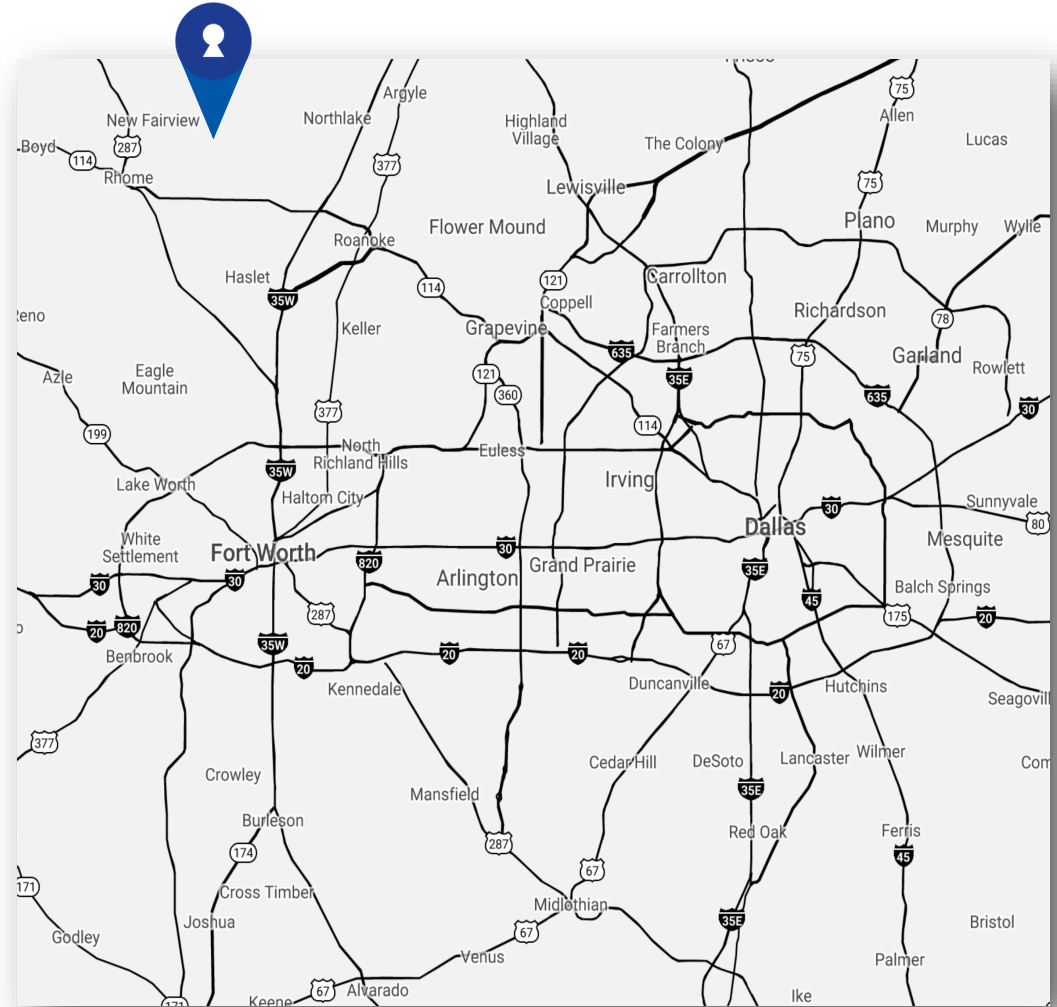 Argyle
New Fairview
Northlake
Highland
Village
The Colony
75
Allen
Lucas
Boyd
114
287
377
Rhome
75
Lewisville
Flower Mound
Plano
Murphy
Wylie
Roanoke
Haslet
35W
114
121
Carrollton
Coppell
Richardson
78
Keller
Grapevine
Farmers
Branch
635
75
Garland
Rowlett
Azle
Eagle
Mountain
121
360
35E
635
30
377
199
114
North
Richland Hills
Euless
35W
Lake Worth
Haltom City
Irving
30
Sunnyvale
80
Dallas
Mesquite
White
Settlement
Fort Worth
30
820
Arlington
Grand Prairie
35E
30
30
45
Balch Springs
287
175
20
20
820
35W
67
Benbrook
20
20
20
Kennedale
Duncanville
20
Hutchins
377
Crowley
Cedar Hill
DeSoto
Lancaster
Wilmer
Mansfield
35E
Burleson
Red Oak
Ferris
174
287
45
67
171
Cross Timber
Midlothian
35E
Joshua
Godley
67
Bristol
Venus
Palmer
67
Alvarado
Keene
Ike
171